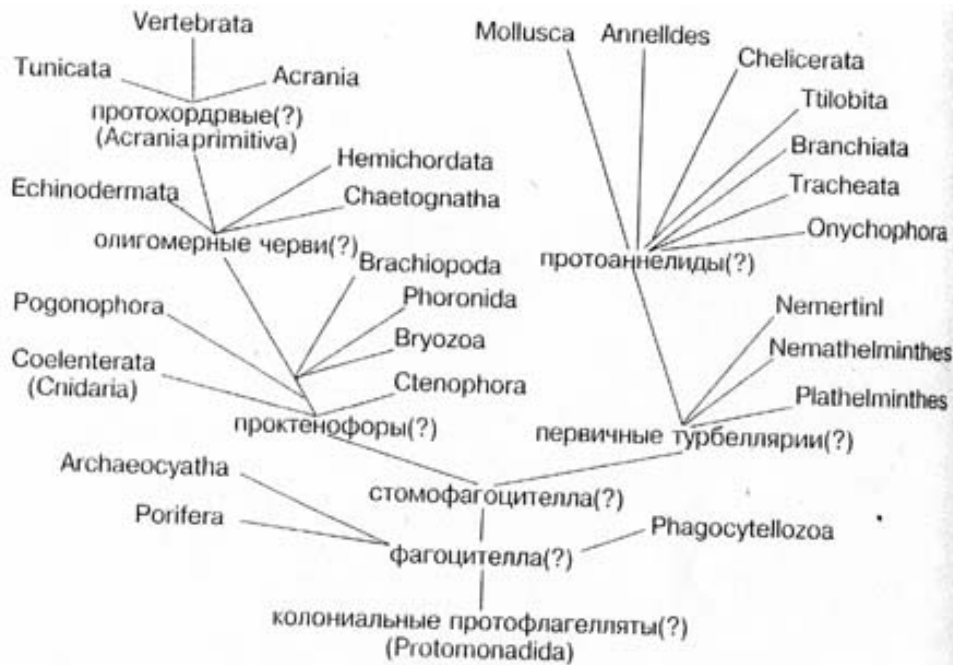 Vertebrata
Mollusca
Annelldes
Tunicata
Acrania
Chelicerata
протохордрвые(?)
(Acrania primitiva)
Ttilobita
Hemichordata
Branchiata
Echinodermata
Chaetognatha
Tracheata
Onychophora
олигомерные черви(?)
Brachiopoda
протоаннелиды(?)
Pogonophora
Phoronida
Nemertinl
Bryozoa
Nemathelminthes
Coelenterata
(Cnidaria)
Ctenophora
Plathelminthes
проктенофоры(?)
первичные турбеллярии(?)
Archaeocyatha
стомофагоцителла(?)
Porifera
Phagocytellozoa
фагоцителла(?)
колониальные протофлагелляты(?)
(Protomonadida)